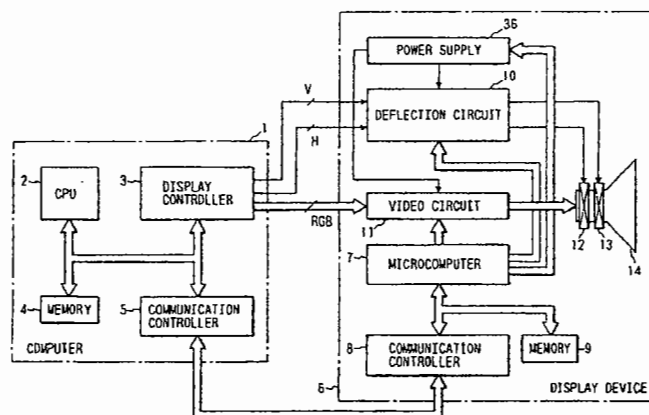 36
POWER SUPPLY
10
V
DEFLECTION CIRCUIT
1
H
2
CPU
3
DISPLAY
CONTROLLER
RGB
VIDEO CIRCUIT
11
12
13
14
7
MICROCOMPUTER
4
MEMORY
5
COMMUNICATION
CONTROLLER
8
COMMUNICATION
CONTROLLER
MEMORY
9
COMPUTER
6
DISPLAY DEVICE